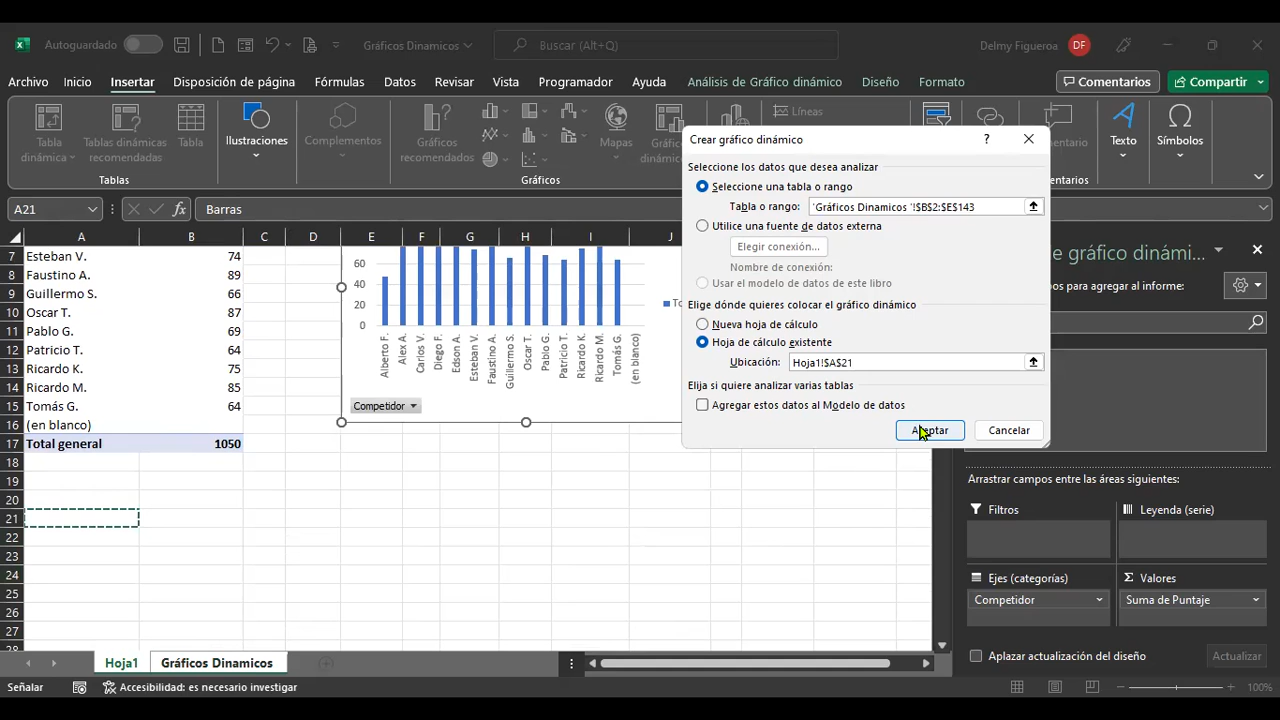 Autoguardado
Gráficos Dinamicos
Buscar (Alt+Q)
Delmy Figueroa
DF
Archivo Inicio Insertar Disposición de página Fórmulas Datos Revisar Vista Programador Ayuda Análisis de Gráfico dinámico Diseño Formato
Comentarios
Compartir
Tabla dinámica
Tablas dinámicas recomendadas
Tabla
Ilustraciones
Complementos
Gráficos recomendados
Mapas
Gráfico
Líneas
Texto
Símbolos
Tablas
Gráficos
A21
fx
Barras
A B C D E F G H I J
7 Esteban V. 74
8 Faustino A. 89
9 Guillermo S. 66
10 Oscar T. 87
11 Pablo G. 69
12 Patricio T. 64
13 Ricardo K. 75
14 Ricardo M. 85
15 Tomás G. 64
16 (en blanco)
17 Total general 1050
18
19
20
21
22
23
24
25
26
27
60
40
20
0
Alberto F.
Alex A.
Carlos V.
Diego F.
Edson A.
Esteban V.
Faustino A.
Guillermo S.
Oscar T.
Pablo G.
Patricio T.
Ricardo K.
Ricardo M.
Tomás G.
(en blanco)
Competidor
Crear gráfico dinámico
?
Seleccione los datos que desea analizar
Seleccione una tabla o rango
Tabla o rango: 'Gráficos Dinamicos '!$B$2:$E$143
Utilice una fuente de datos externa
Elegir conexión...
Nombre de conexión:
Usar el modelo de datos de este libro
Elige dónde quieres colocar el gráfico dinámico
Nueva hoja de cálculo
Hoja de cálculo existente
Ubicación: Hoja1!$A$21
Elija si quiere analizar varias tablas
Agregar estos datos al Modelo de datos
Aceptar
Cancelar
e gráfico dinámi...
os para agregar al informe:
Arrastrar campos entre las áreas siguientes:
Filtros
Leyenda (serie)
Ejes (categorías)
Σ Valores
Competidor
Suma de Puntaje
Aplazar actualización del diseño
Actualizar
Hoja1
Gráficos Dinamicos
Señalar
Accesibilidad: es necesario investigar
100%